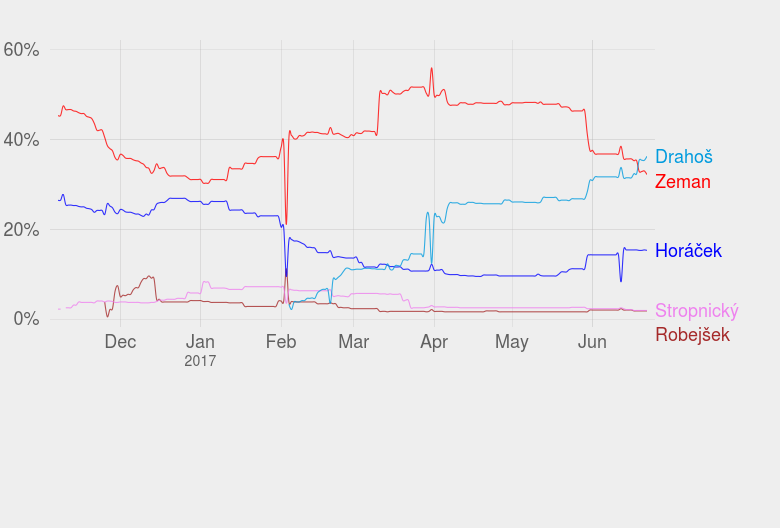 60%
40%
20%
0%
Dec Jan Feb Mar Apr May Jun
2017
Drahoš
Zeman
Horáček
Stropnický
Robejšek